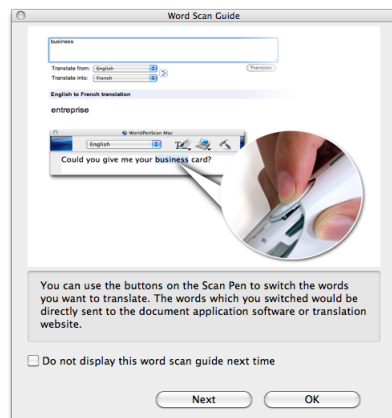 Word Scan Guide
business
Translate from: English
Translate into: French
Translate
English to French translation
entreprise
WorldPenScan Mac
English
Could you give me your business card?
You can use the buttons on the Scan Pen to switch the words
you want to translate. The words which you switched would be
directly sent to the document application software or translation
website.
Do not display this word scan guide next time
Next
OK